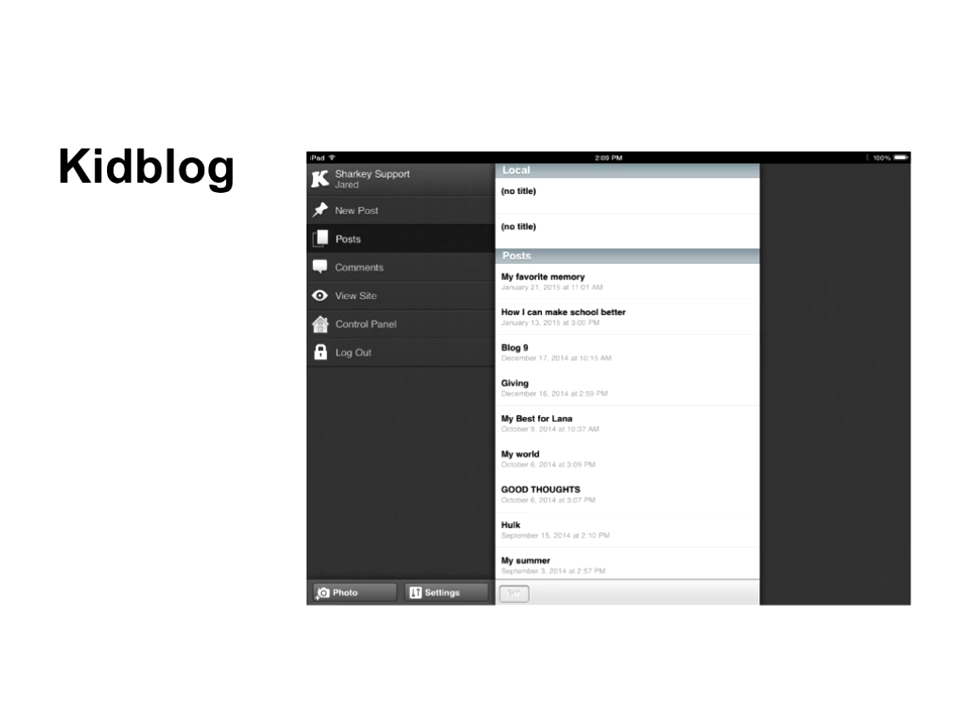 Kidblog
iPad
2:09 PM
100%
Sharkey Support
Jared
New Post
Posts
Comments
View Site
Control Panel
Log Out
Photo
Settings
Local
(no title)
(no title)
Posts
My favorite memory
January 21, 2015 at 11:01 AM
How I can make school better
January 13, 2015 at 3:00 PM
Blog 9
December 17, 2014 at 10:15 AM
Giving
December 16, 2014 at 2:59 PM
My Best for Lana
October 9, 2014 at 10:37 AM
My world
October 6, 2014 at 3:09 PM
GOOD THOUGHTS
October 6, 2014 at 3:07 PM
Hulk
September 15, 2014 at 2:10 PM
My summer
September 3, 2014 at 2:57 PM